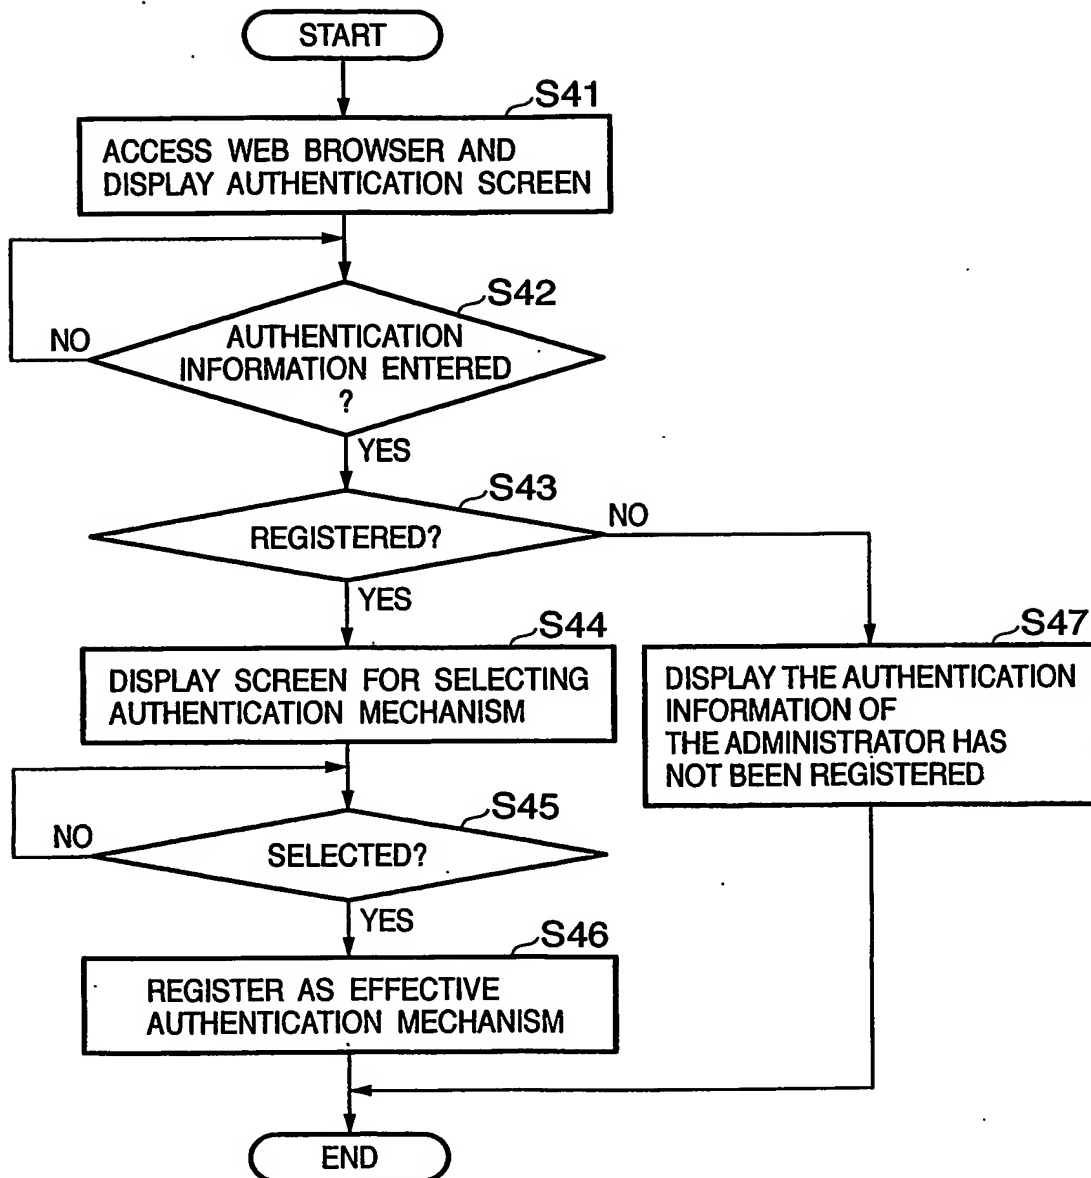 START
S41
ACCESS WEB BROWSER AND
DISPLAY AUTHENTICATION SCREEN
S42
NO
AUTHENTICATION
INFORMATION ENTERED
?
YES
S43
REGISTERED?
NO
YES
S44
DISPLAY SCREEN FOR SELECTING
AUTHENTICATION MECHANISM
S47
DISPLAY THE AUTHENTICATION
INFORMATION OF
THE ADMINISTRATOR HAS
NOT BEEN REGISTERED
S45
NO
SELECTED?
YES
S46
REGISTER AS EFFECTIVE
AUTHENTICATION MECHANISM
END